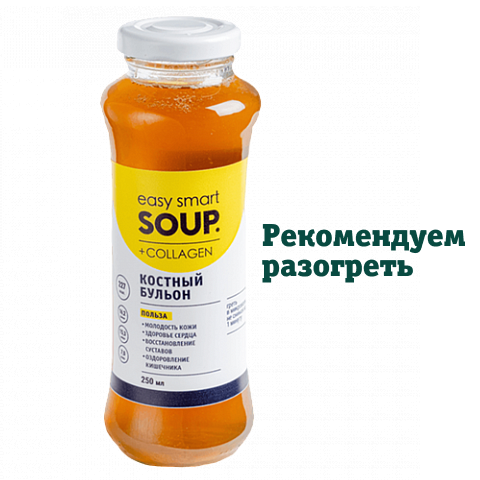 easy smart
SOUP.
+COLLAGEN
КОСТНЫЙ
БУЛЬОН
ПОЛЬЗА
•МОЛОДОСТЬ КОЖИ
•ЗДОРОВЬЕ СЕРДЦА
•ВОССТАНОВЛЕНИЕ
СУСТАВОВ
•ОЗДОРОВЛЕНИЕ
КИШЕЧНИКА
250 мл
Рекомендуем
разогреть